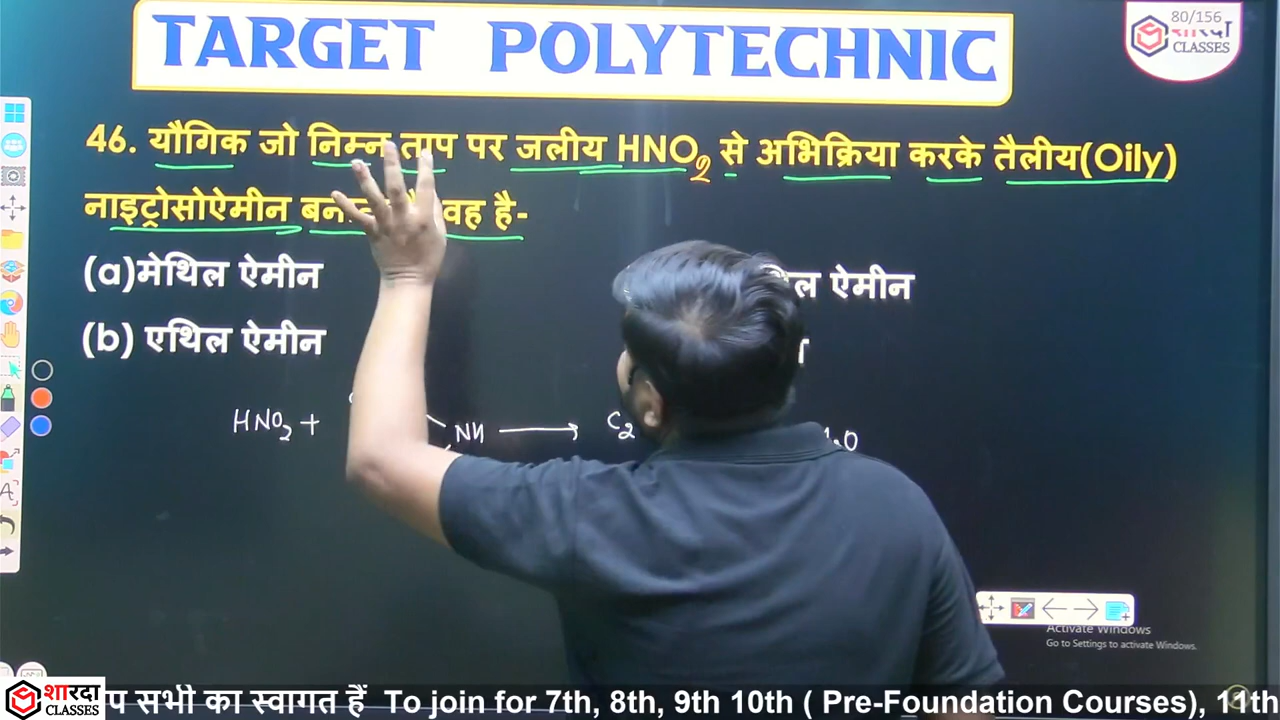 TARGET POLYTECHNIC
80/156
शारदा
CLASSES
46. यौगिक जो निम्न ताप पर जलीय HNO2 से अभिक्रिया करके तैलीय(Oily)
नाइट्रोसोऐमीन वह है-
(a)मेथिल ऐमीन
ऐमीन
(b) एथिल ऐमीन
HNO2 +
NH → C2
Activate Windows
Go to Settings to activate Windows.
शारदा
CLASSES
सभी का स्वागत हैं To join for 7th, 8th, 9th 10th ( Pre-Foundation Courses), 11th